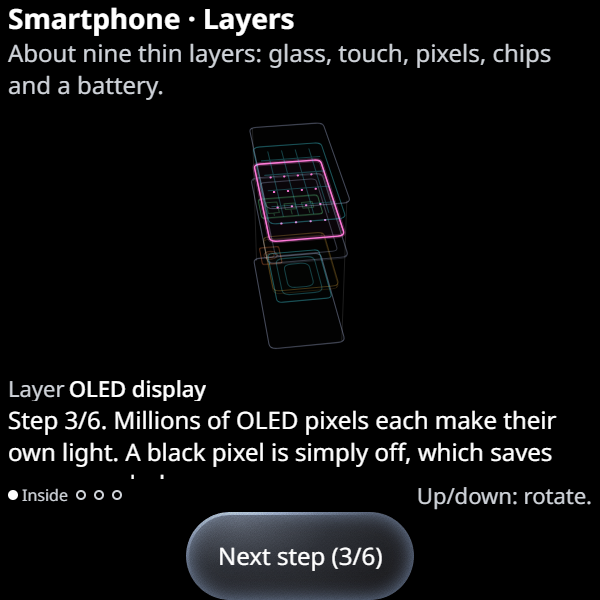 Smartphone · Layers
About nine thin layers: glass, touch, pixels, chips
and a battery.
Layer OLED display
Step 3/6. Millions of OLED pixels each make their
own light. A black pixel is simply off, which saves
Inside
Up/down: rotate.
Next step (3/6)